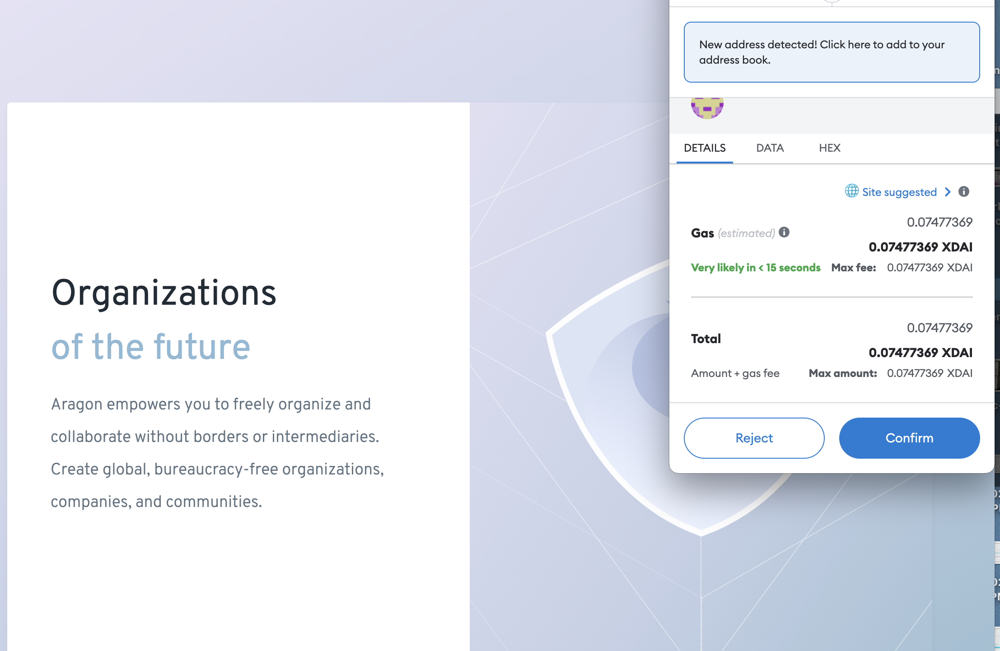 Organizations
of the future
Aragon empowers you to freely organize and
collaborate without borders or intermediaries.
Create global, bureaucracy-free organizations,
companies, and communities.
New address detected! Click here to add to your
address book.
DETAILS DATA HEX
Site suggested
0.07477369
Gas (estimated)
0.07477369 XDAI
Very likely in < 15 seconds Max fee: 0.07477369 XDAI
0.07477369
Total
0.07477369 XDAI
Amount + gas fee Max amount: 0.07477369 XDAI
Reject Confirm